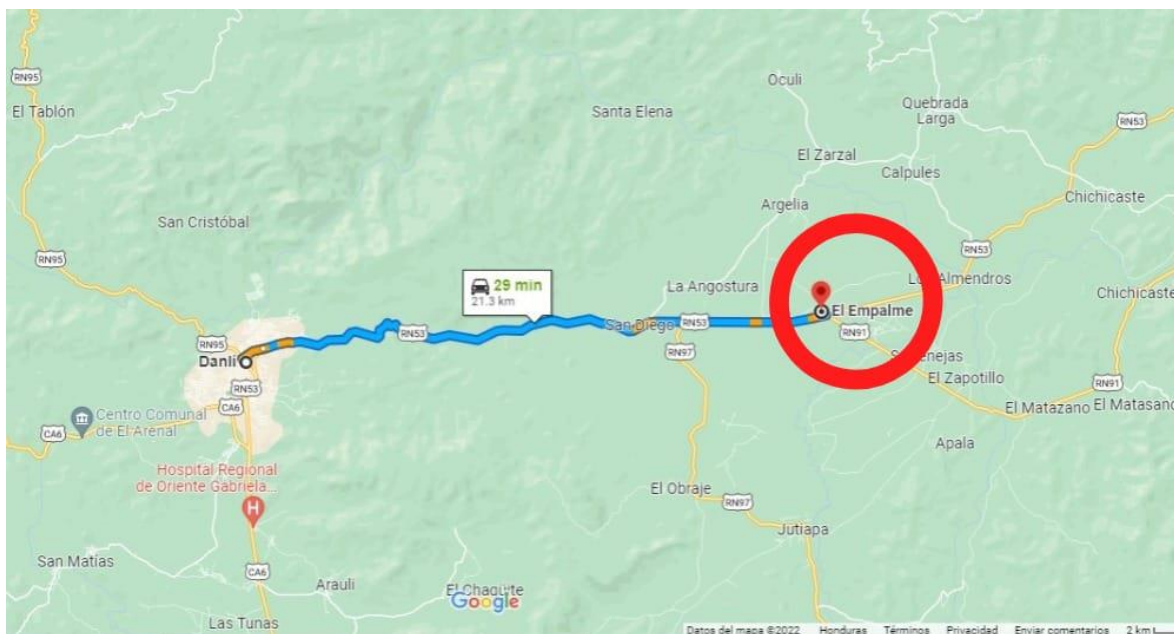 RN95
El Tablón
Oculi
Santa Elena
Quebrada
Larga
RN53
El Zarzal
Calpules
Chichicaste
Argelia
San Cristóbal
RN95
RN53
29 min
21.3 km
La Angostura
Los Almendros
Chichicaste
El Empalme
San Diego
RN53
RN53
RN91
RN95
RN97
Danlí
RN53
El Zapotillo
RN91
El Matazano
El Matasano
CA6
Centro Comunal
de El Arenal
CA6
Apala
Hospital Regional
de Oriente Gabriela...
El Obraje
RN97
Jutiapa
San Matías
CA6
Arauli
El Chagüite
Google
Las Tunas
Datos del mapa ©2022 Honduras Términos Privacidad Enviar comentarios 2 km